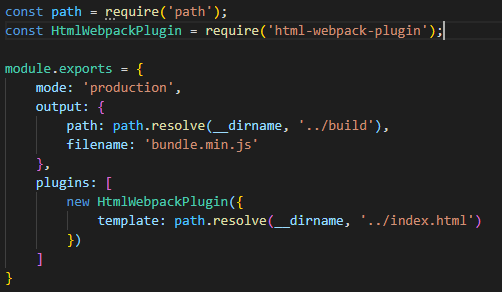 const path = require('path');
const HtmlWebpackPlugin = require('html-webpack-plugin');
module.exports = {
    mode: 'production',
    output: {
        path: path.resolve(__dirname, '../build'),
        filename: 'bundle.min.js'
    },
    plugins: [
        new HtmlWebpackPlugin({
            template: path.resolve(__dirname, '../index.html')
        })
    ]
}